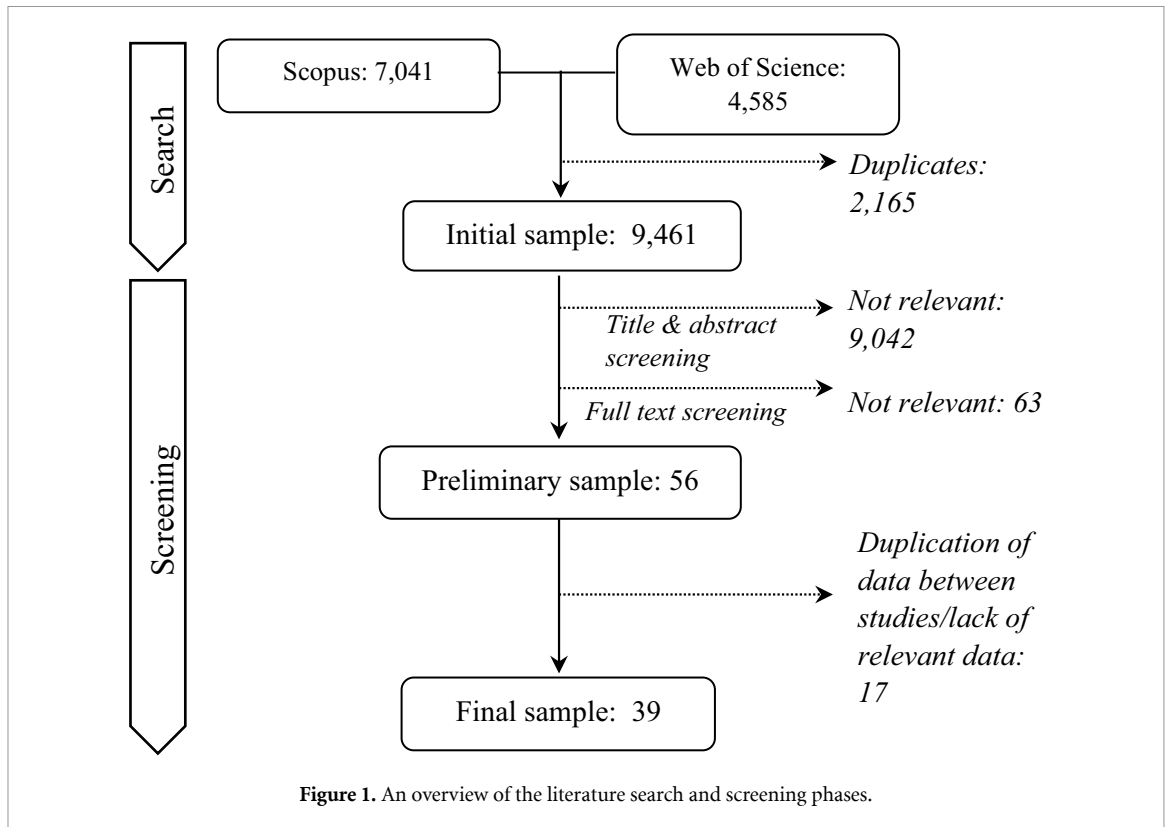 Search
Scopus: 7,041
Web of Science:
4,585
Duplicates:
2,165
Initial sample: 9,461
Screening
Not relevant:
9,042
Title & abstract
screening
Not relevant: 63
Full text screening
Preliminary sample: 56
Duplication of
data between
studies/lack of
relevant data:
17
Final sample: 39
Figure 1. An overview of the literature search and screening phases.